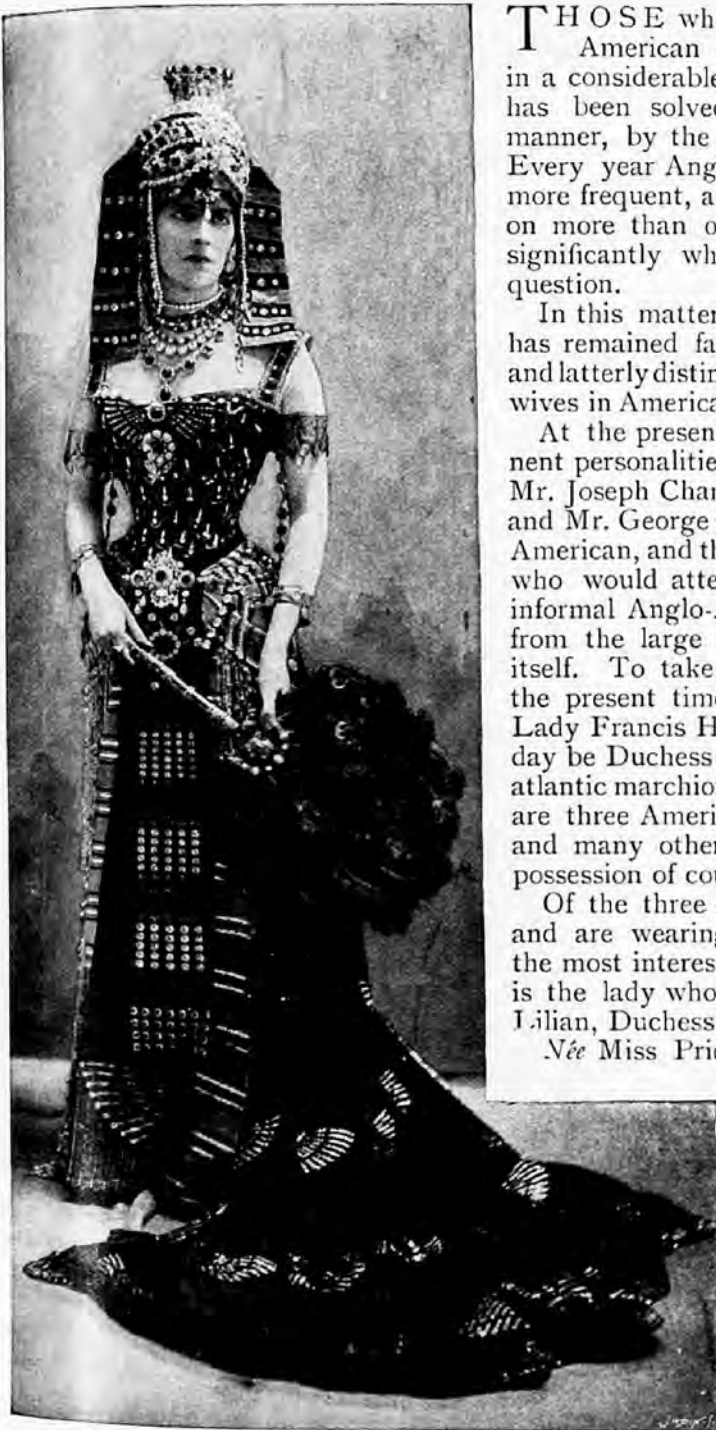 THOSE wh
American
in a considerable
has been solved
manner, by the
Every year Ang
more frequent, a
on more than o
significantly wh
question.
In this matter
has remained fa
and latterly distin
wives in America
At the presen
nent personalities
Mr. Joseph Char
and Mr. George
American, and th
who would atte
informal Anglo-
from the large
itself. To take
the present time
Lady Francis H
day be Duchess
atlantic marchion
are three Ameri
and many other
possession of cou
Of the three
and are wearing
the most interes
is the lady who
Lilian, Duchess
Née Miss Pric